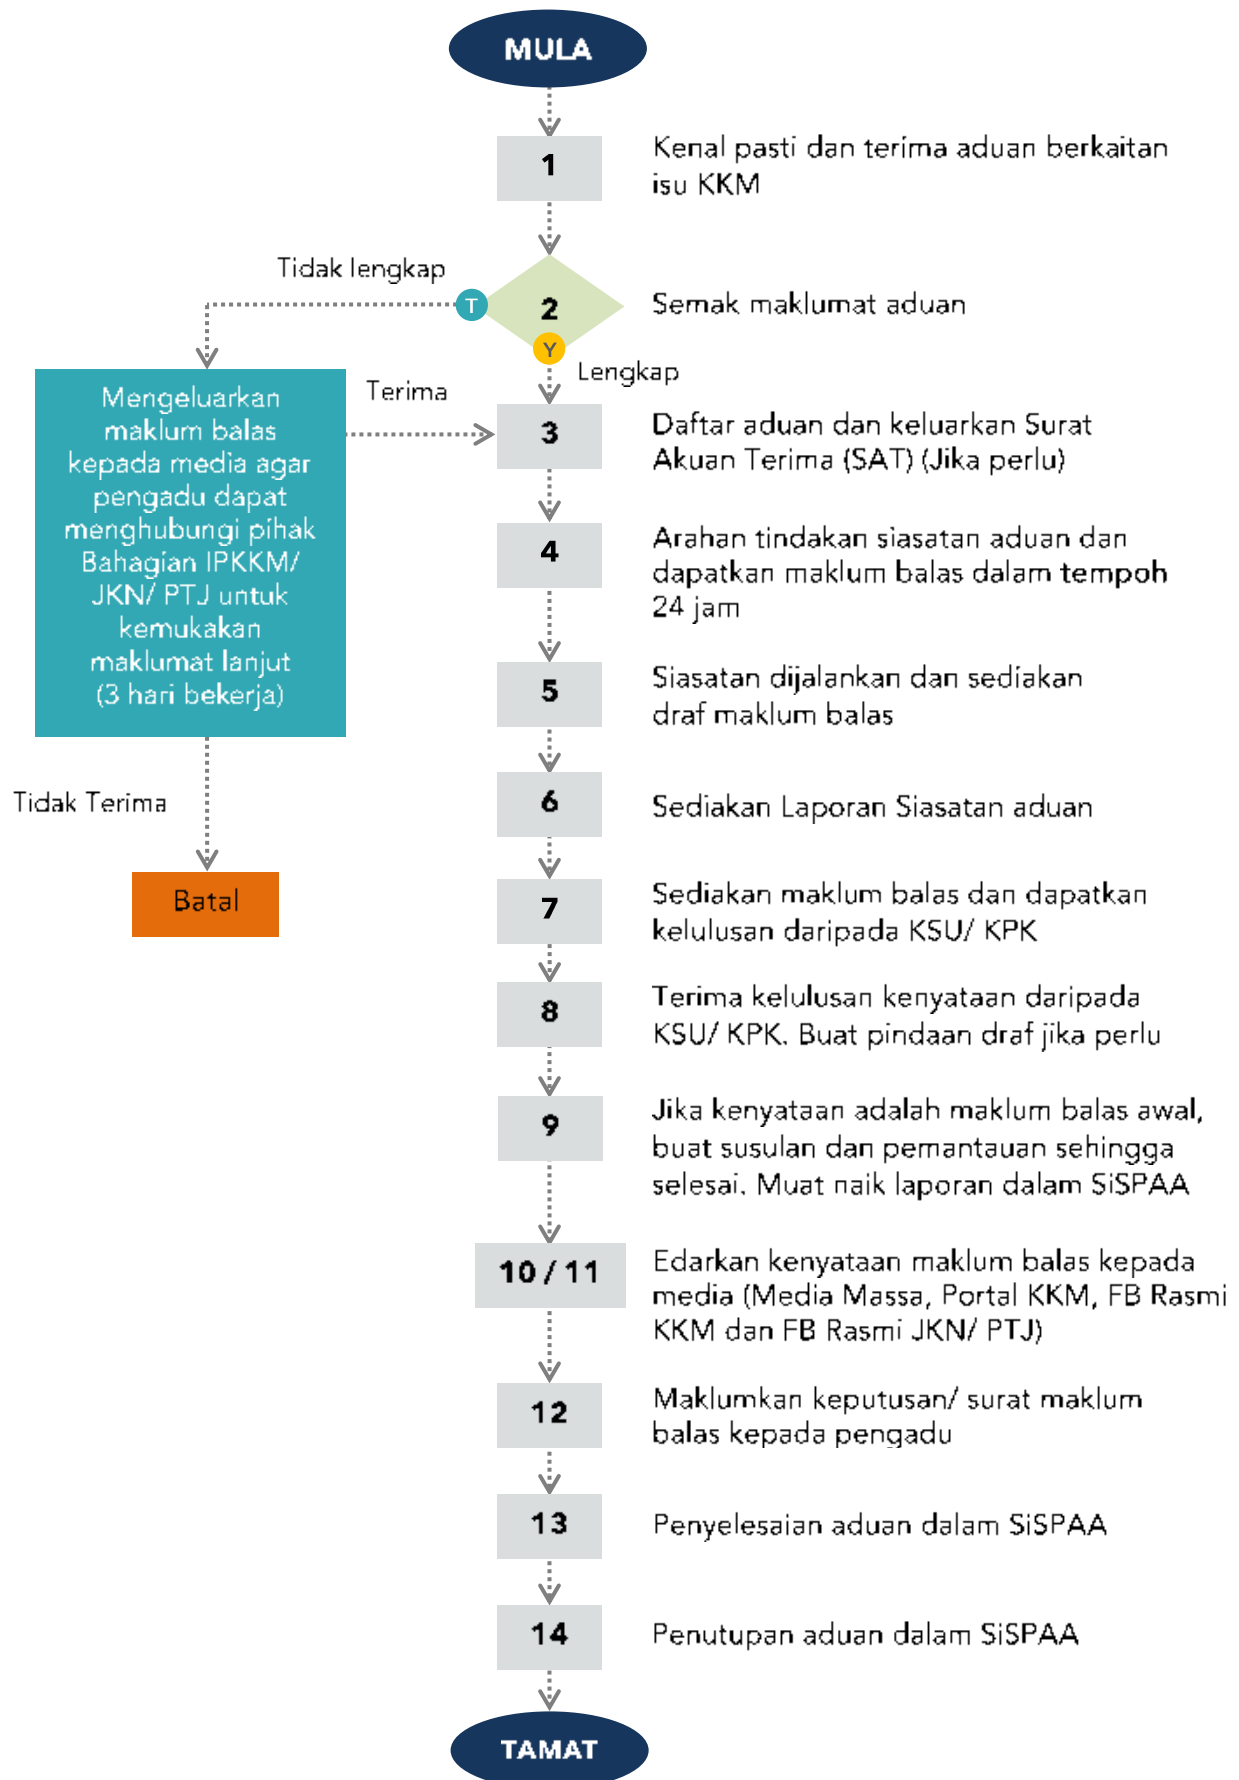 MULA
1
Kenal pasti dan terima aduan berkaitan
isu KKM
Tidak lengkap
T
2
Y
Semak maklumat aduan
Lengkap
Mengeluarkan
maklum balas
kepada media agar
pengadu dapat
menghubungi pihak
Bahagian IPKKM/
JKN/ PTJ untuk
kemukakan
maklumat lanjut
(3 hari bekerja)
Terima
Tidak Terima
Batal
3
Daftar aduan dan keluarkan Surat
Akuan Terima (SAT) (Jika perlu)
4
Arahan tindakan siasatan aduan dan
dapatkan maklum balas dalam tempoh
24 jam
5
Siasatan dijalankan dan sediakan
draf maklum balas
6
Sediakan Laporan Siasatan aduan
7
Sediakan maklum balas dan dapatkan
kelulusan daripada KSU/ KPK
8
Terima kelulusan kenyataan daripada
KSU/ KPK. Buat pindaan draf jika perlu
9
Jika kenyataan adalah maklum balas awal,
buat susulan dan pemantauan sehingga
selesai. Muat naik laporan dalam SiSPAA
10 / 11
Edarkan kenyataan maklum balas kepada
media (Media Massa, Portal KKM, FB Rasmi
KKM dan FB Rasmi JKN/ PTJ)
12
Maklumkan keputusan/ surat maklum
balas kepada pengadu
13
Penyelesaian aduan dalam SiSPAA
14
Penutupan aduan dalam SiSPAA
TAMAT